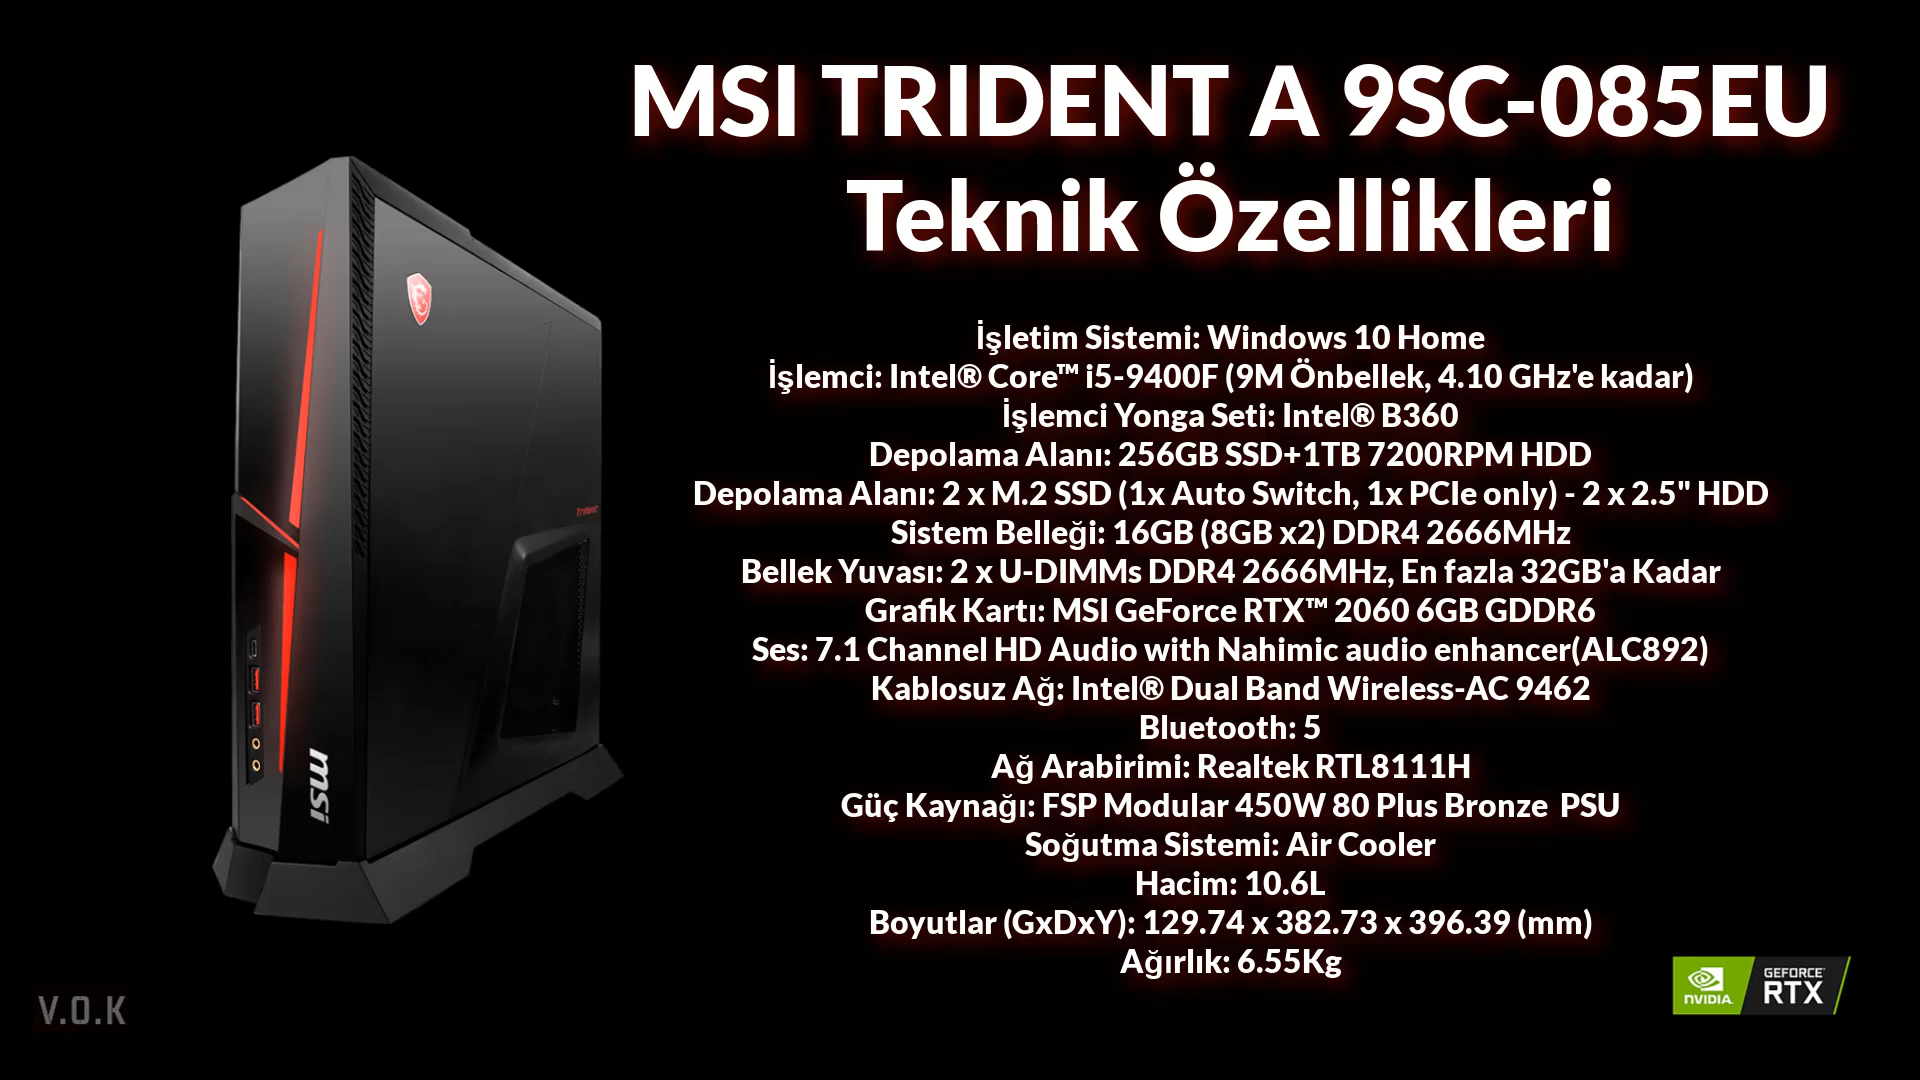 MSI TRIDENT A 9SC-085EU
Teknik Özellikleri
İşletim Sistemi: Windows 10 Home
İşlemci: Intel® Core™ i5-9400F (9M Önbellek, 4.10 GHz'e kadar)
İşlemci Yonga Seti: Intel® B360
Depolama Alanı: 256GB SSD+1TB 7200RPM HDD
Depolama Alanı: 2 x M.2 SSD (1x Auto Switch, 1x PCIe only) - 2 x 2.5" HDD
Sistem Belleği: 16GB (8GB x2) DDR4 2666MHz
Bellek Yuvası: 2 x U-DIMMs DDR4 2666MHz, En fazla 32GB'a Kadar
Grafik Kartı: MSI GeForce RTX™ 2060 6GB GDDR6
Ses: 7.1 Channel HD Audio with Nahimic audio enhancer(ALC892)
Kablosuz Ağ: Intel® Dual Band Wireless-AC 9462
Bluetooth: 5
Ağ Arabirimi: Realtek RTL8111H
Güç Kaynağı: FSP Modular 450W 80 Plus Bronze  PSU
Soğutma Sistemi: Air Cooler
Hacim: 10.6L
Boyutlar (GxDxY): 129.74 x 382.73 x 396.39 (mm)
Ağırlık: 6.55Kg
Trident
msi
V.O.K
NVIDIA.
GEFORCE
RTX